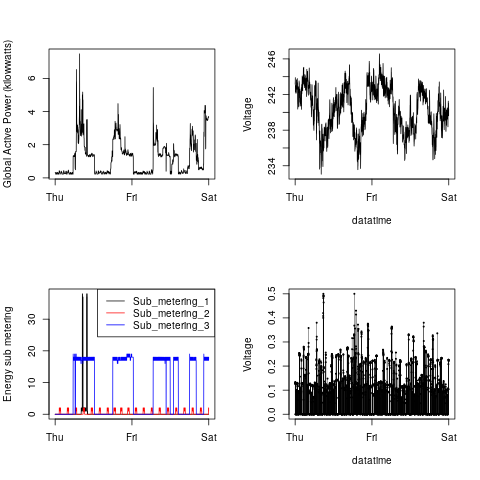 Global Active Power (kilowwatts)
6
4
2
0
Thu Fri Sat
Voltage
246
242
238
234
Thu Fri Sat
datatime
Energy sub metering
30
20
10
0
Sub_metering_1
Sub_metering_2
Sub_metering_3
Thu Fri Sat
Voltage
0.5
0.4
0.3
0.2
0.1
0.0
Thu Fri Sat
datatime